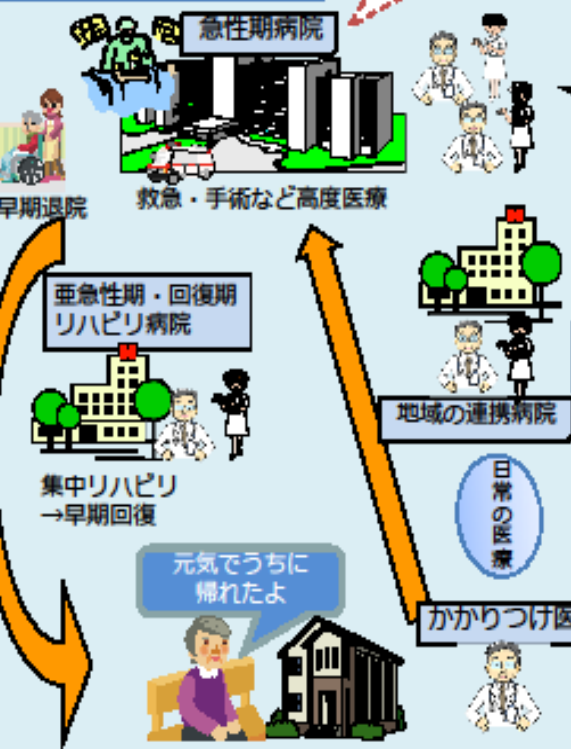 急性期病院
救急・手術など高度医療
早期退院
亜急性期・回復期
リハビリ病院
集中リハビリ
→早期回復
地域の連携病院
日常の医療
元気でうちに
帰れたよ
かかりつけ医